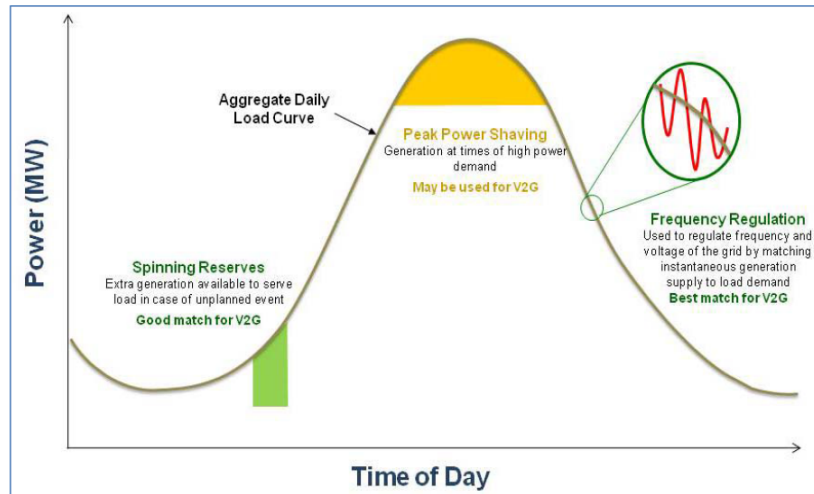 Power (MW)
Aggregate Daily
Load Curve
Peak Power Shaving
Generation at times of high power
demand
May be used for V2G
Frequency Regulation
Used to regulate frequency and
voltage of the grid by matching
instantaneous generation
supply to load demand
Best match for V2G
Spinning Reserves
Extra generation available to serve
load in case of unplanned event
Good match for V2G
Time of Day